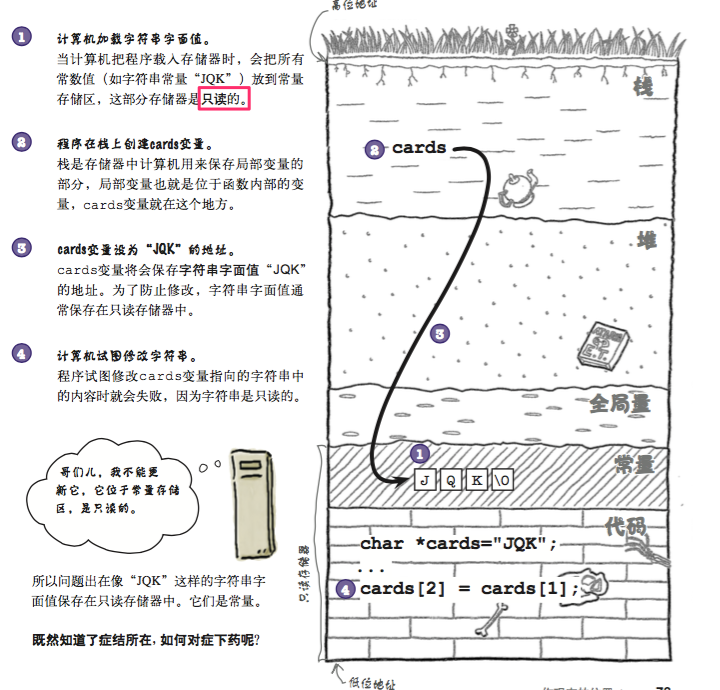 高位地址
1 计算机加载字符串字面值。
当计算机把程序载入存储器时，会把所有
常数值（如字符串常量“JQK”）放到常量
存储区，这部分存储器是只读的。
2 程序在栈上创建cards变量。
栈是存储器中计算机用来保存局部变量的
部分，局部变量也就是位于函数内部的变
量，cards变量就在这个地方。
3 cards变量设为“JQK”的地址。
cards变量将会保存字符串字面值“JQK”
的地址。为了防止修改，字符串字面值通
常保存在只读存储器中。
4 计算机试图修改字符串。
程序试图修改cards变量指向的字符串中
的内容时就会失败，因为字符串是只读的。
哥们儿，我不能更
新它，它位于常量存储
区，是只读的。
所以问题出在像“JQK”这样的字符串字
面值保存在只读存储器中。它们是常量。
既然知道了症结所在，如何对症下药呢？
栈
2 cards
堆
3
E.T.
全局量
1
常量
J Q K \0
代码
char *cards="JQK";
...
4 cards[2] = cards[1];
只读存储器
低位地址